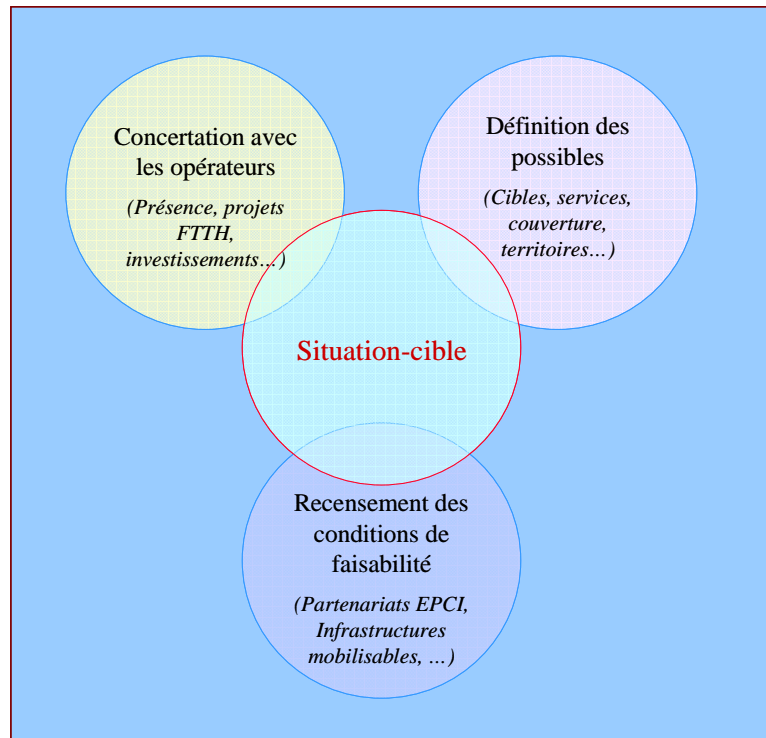 Concertation avec
les opérateurs
(Présence, projets
FTTH,
investissements…)
Définition des
possibles
(Cibles, services,
couverture,
territoires…)
Situation-cible
Recensement des
conditions de
faisabilité
(Partenariats EPCI,
Infrastructures
mobilisables, …)